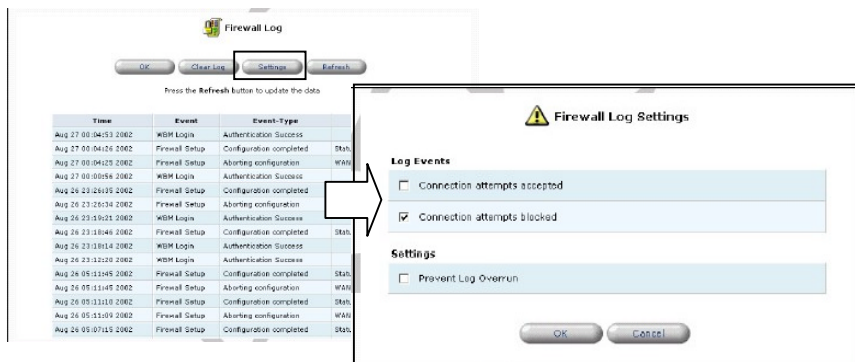 Firewall Log
OK Clear Log Settings Refresh
Press the Refresh button to update the data
Time Event Event-Type
Aug 27 00:04:53 2002 WBM Login Authentication Success
Aug 27 00:04:26 2002 Firewall Setup Configuration completed Stat.
Aug 27 00:04:25 2002 Firewall Setup Aborting configuration WAN
Aug 27 00:00:56 2002 WBM Login Authentication Success
Aug 26 23:26:35 2002 Firewall Setup Configuration completed
Aug 26 23:26:34 2002 Firewall Setup Aborting configuration
Aug 26 23:19:21 2002 WBM Login Authentication Success
Aug 26 23:18:46 2002 Firewall Setup Configuration completed Stat.
Aug 26 23:18:14 2002 WBM Login Authentication Success
Aug 26 23:12:20 2002 WBM Login Authentication Success
Aug 26 05:11:45 2002 Firewall Setup Configuration completed Stat.
Aug 26 05:11:45 2002 Firewall Setup Aborting configuration WAN
Aug 26 05:11:10 2002 Firewall Setup Configuration completed Stat.
Aug 26 05:11:09 2002 Firewall Setup Aborting configuration WAN
Aug 26 05:07:15 2002 Firewall Setup Configuration completed Stat.
Firewall Log Settings
Log Events
Connection attempts accepted
Connection attempts blocked
Settings
Prevent Log Overrun
OK Cancel